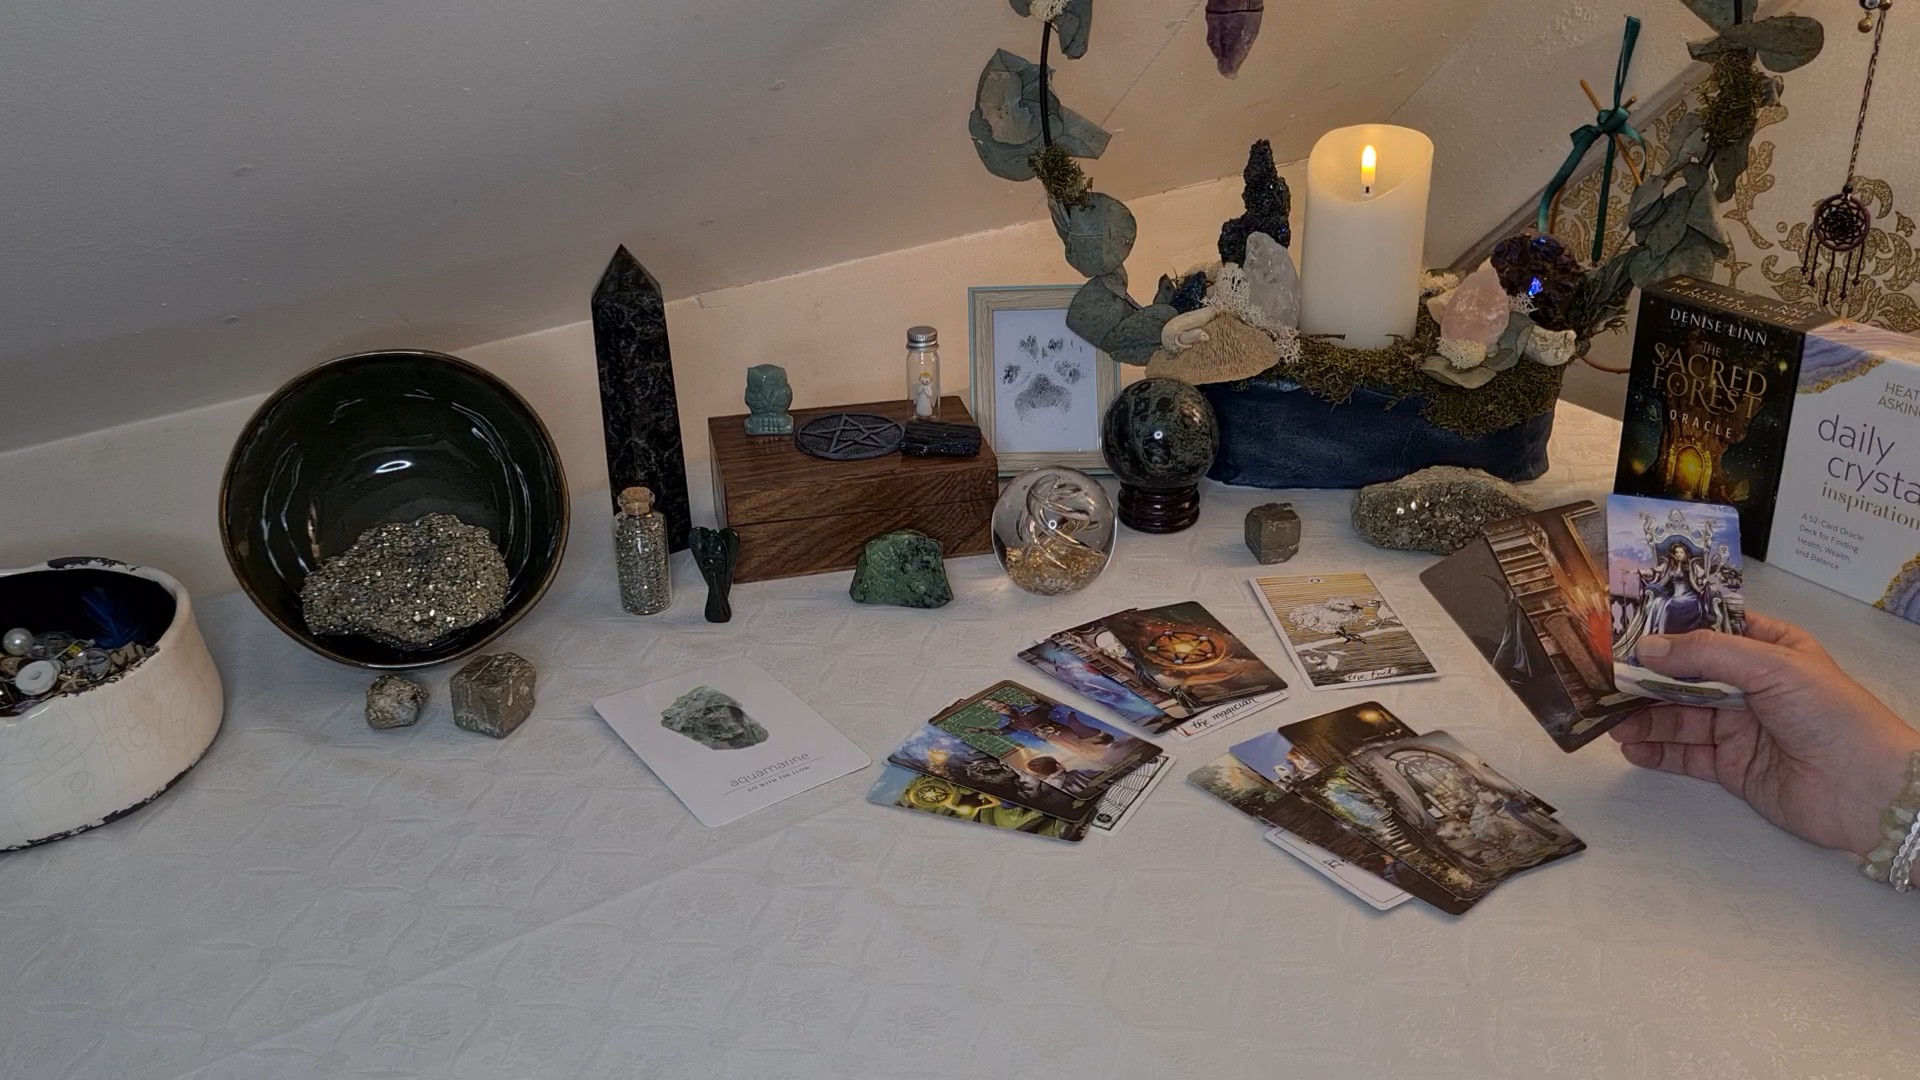 DENISE LINN
THE
SACRED
FOREST
ORACLE
daily
crysta
inspiration
A 52-Card Oracle
Deck for Finding
Health, Wealth,
and Balance
aquamarine
GO WITH THE FLOW
the magician
the fool